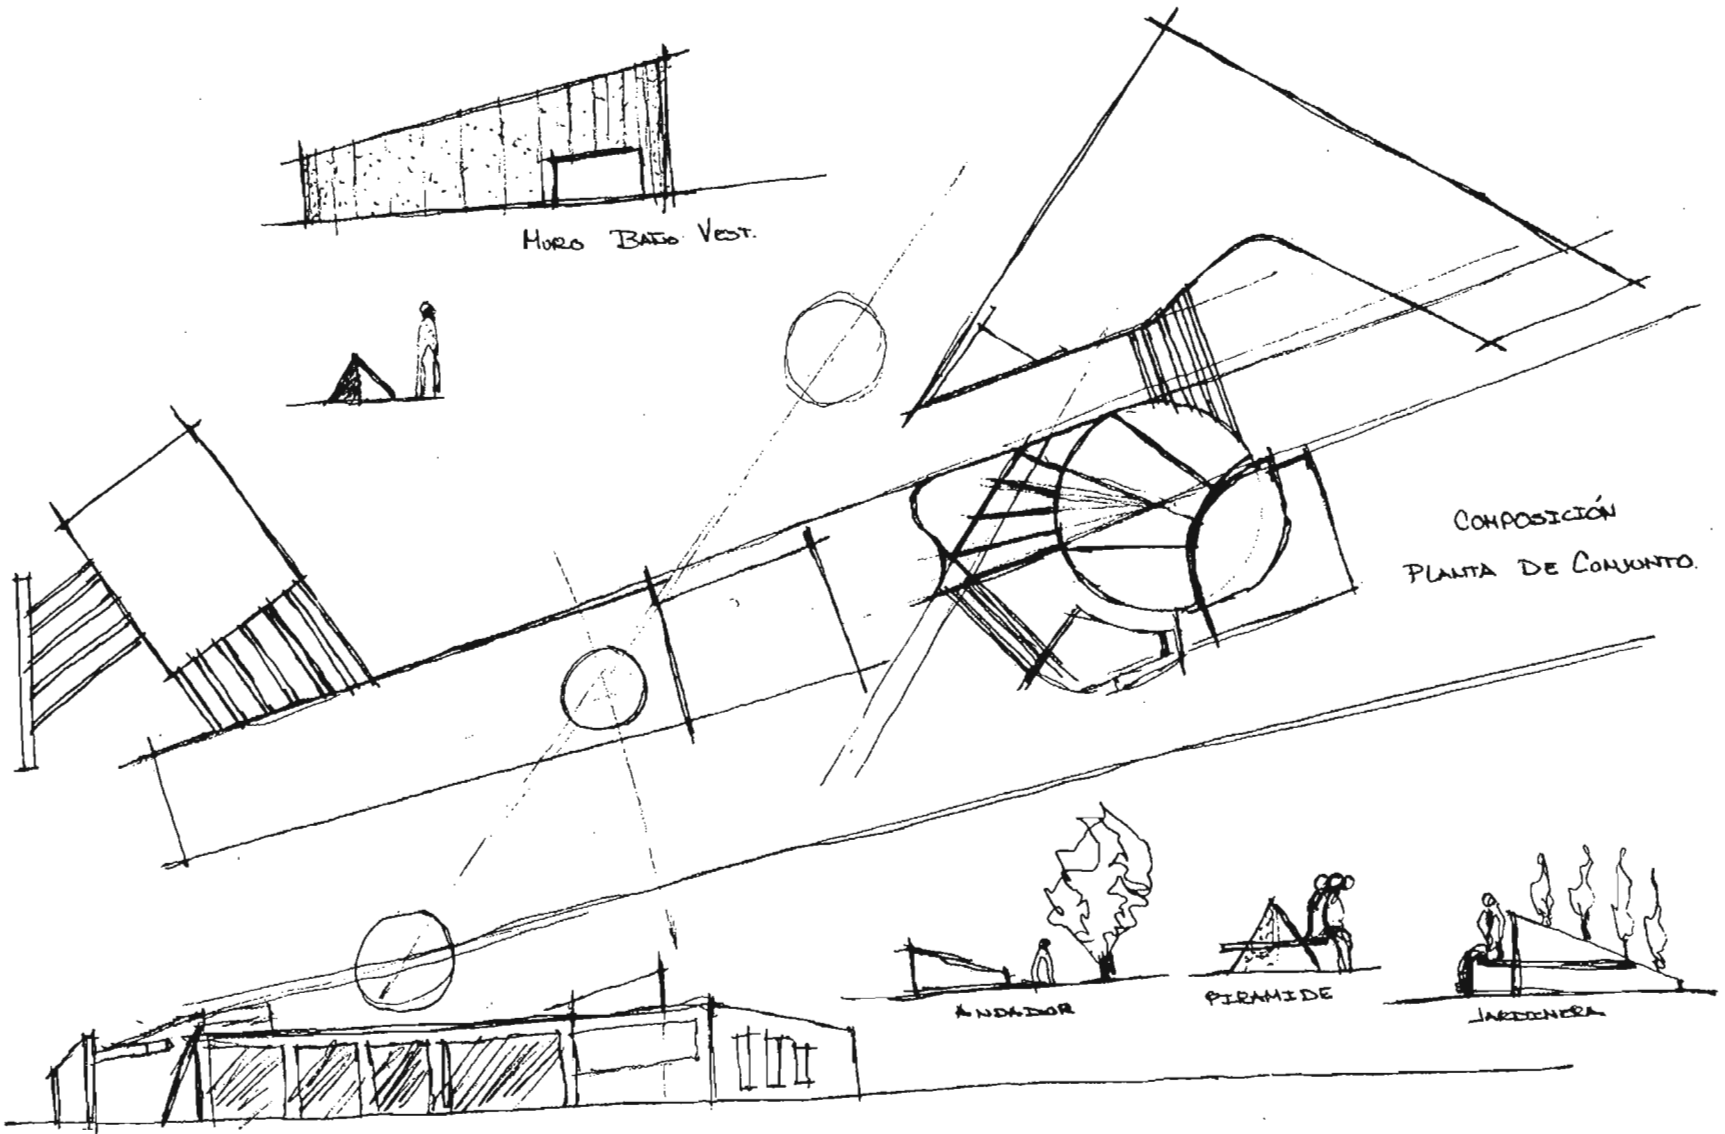 MURO BAÑO VEST.
COMPOSICIÓN
PLANTA DE CONJUNTO.
ANDADOR
PIRAMIDE
JARDINERA